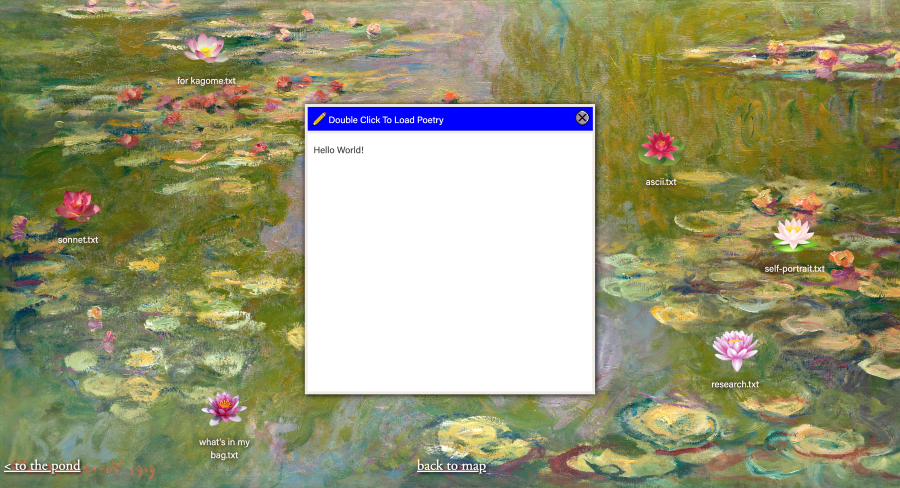 for kagome.txt
Double Click To Load Poetry
Hello World!
ascii.txt
sonnet.txt
self-portrait.txt
research.txt
what's in my
bag.txt
< to the pond
back to map